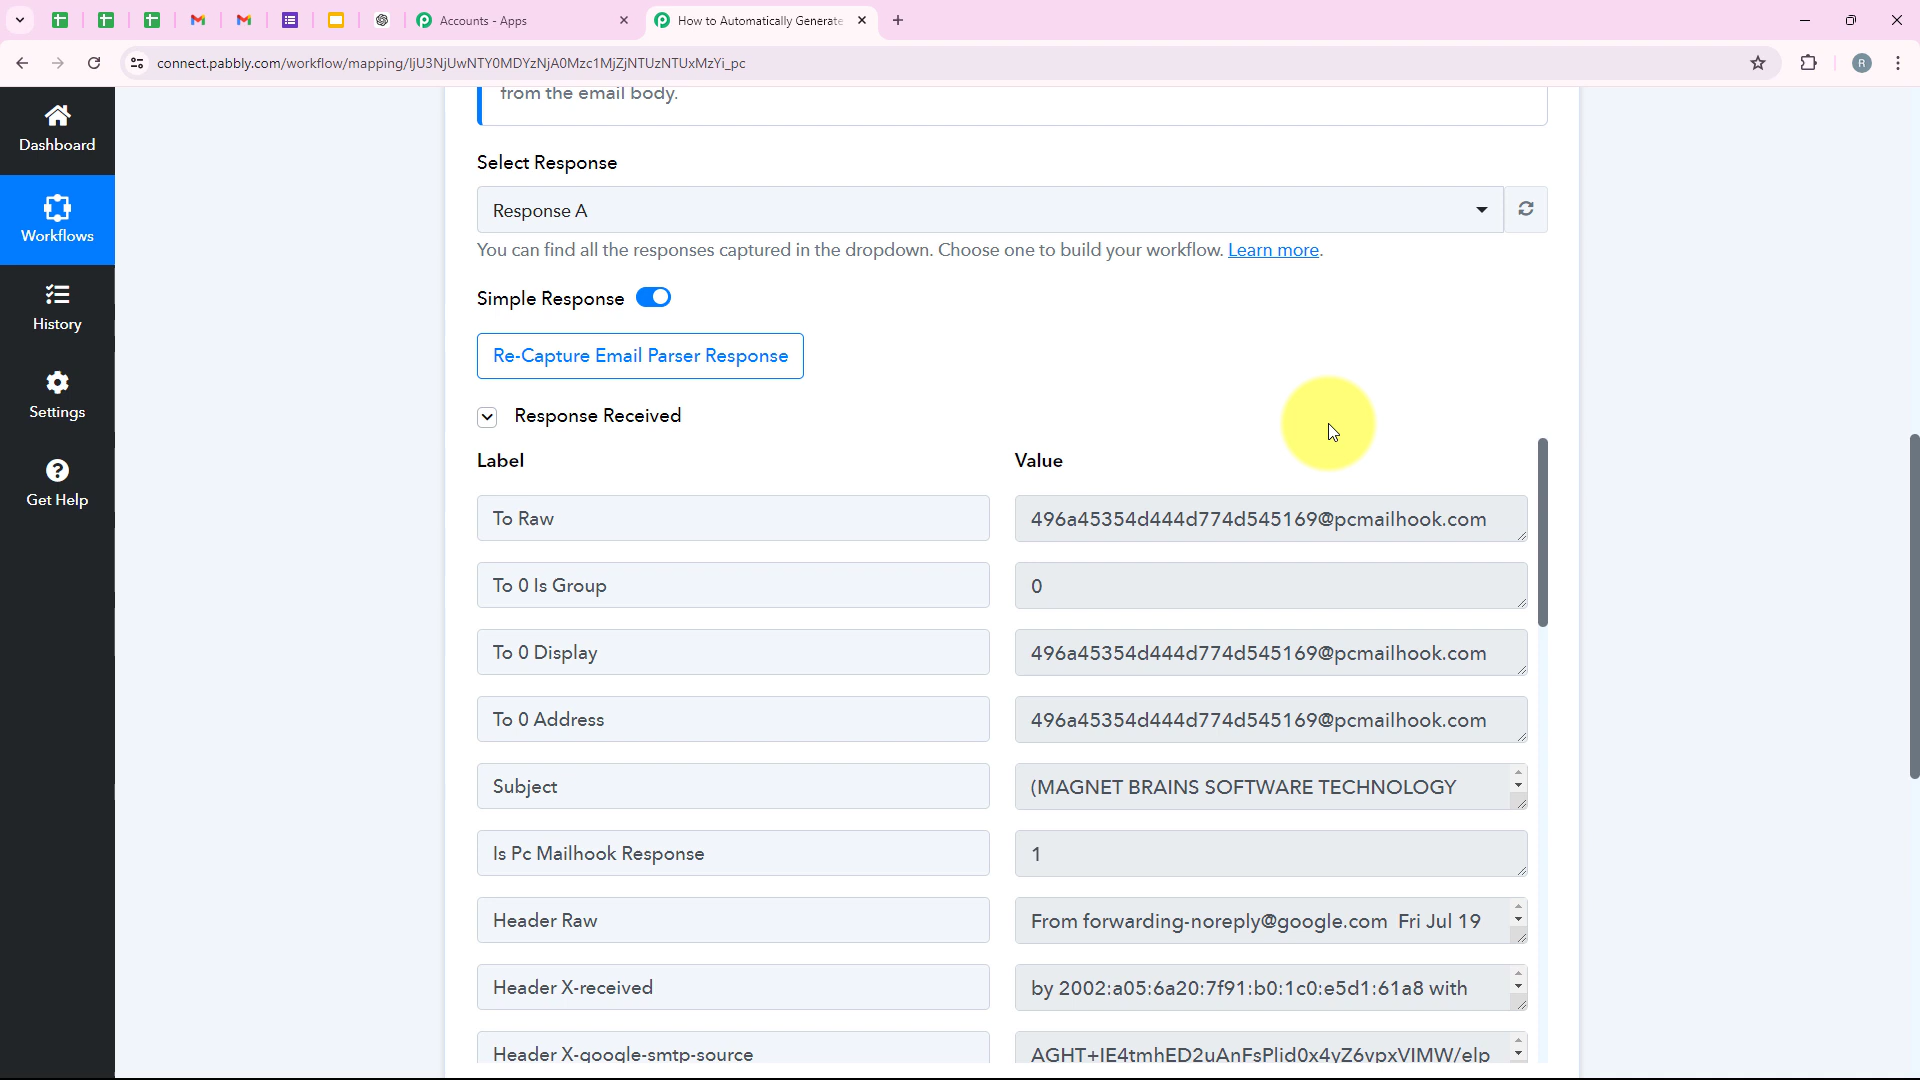 Accounts - Apps
How to Automatically Generate
connect.pabbly.com/workflow/mapping/IjU3NjUwNTY0MDYzNjA0Mzc1MjZjNTUzNTUxMzYi_pc
R
Dashboard
Workflows
History
Settings
Get Help
from the email body.
Select Response
Response A
You can find all the responses captured in the dropdown. Choose one to build your workflow. Learn more.
Simple Response
Re-Capture Email Parser Response
Response Received
Label Value
To Raw 496a45354d444d774d545169@pcmailhook.com
To 0 Is Group 0
To 0 Display 496a45354d444d774d545169@pcmailhook.com
To 0 Address 496a45354d444d774d545169@pcmailhook.com
Subject (MAGNET BRAINS SOFTWARE TECHNOLOGY
Is Pc Mailhook Response 1
Header Raw From forwarding-noreply@google.com Fri Jul 19
Header X-received by 2002:a05:6a20:7f91:b0:1c0:e5d1:61a8 with
Header X-google-smtp-source AGHT+IE4tmhED2uAnFsPlid0x4yZ6vpxVIMW/elp